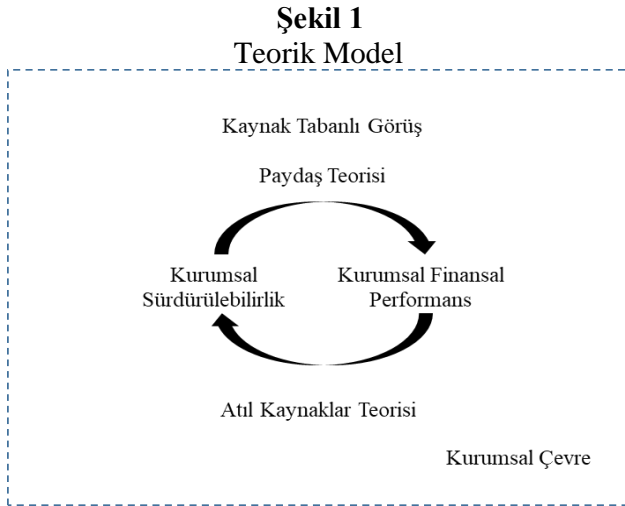 Şekil 1
Teorik Model
Kaynak Tabanlı Görüş
Paydaş Teorisi
Kurumsal
Sürdürülebilirlik
Kurumsal Finansal
Performans
Atıl Kaynaklar Teorisi
Kurumsal Çevre